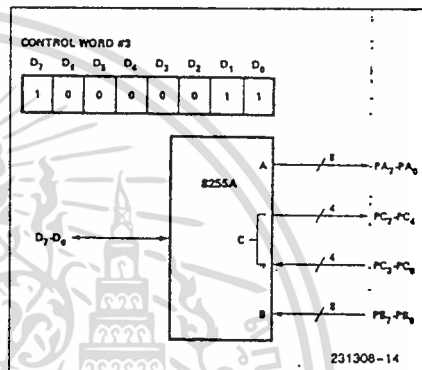 CONTROL WORD #3
D7 D6 D5 D4 D3 D2 D1 D0
1 0 0 0 0 0 1 1
8255A
A 8 PA7-PA0
4 PC7-PC4
D7-D0 C
4 PC3-PC0
B 8 PB7-PB0
231308-14